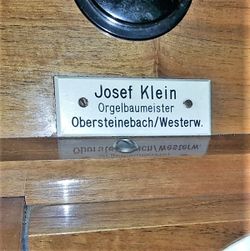 Josef Klein
Orgelbaumeister
Obersteinebach/Westerw.